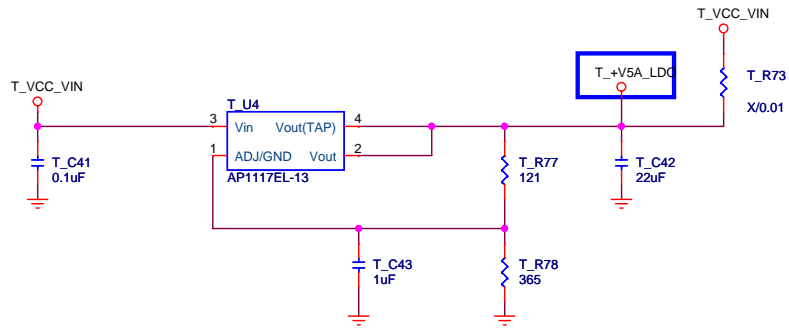 T_VCC_VIN
T_VCC_VIN
T_+V5A_LDO
T_R73
X/0.01
T_U4
3
Vin
Vout(TAP)
4
1
ADJ/GND
Vout
2
AP1117EL-13
T_C41
0.1uF
T_R77
121
T_C42
22uF
T_C43
1uF
T_R78
365